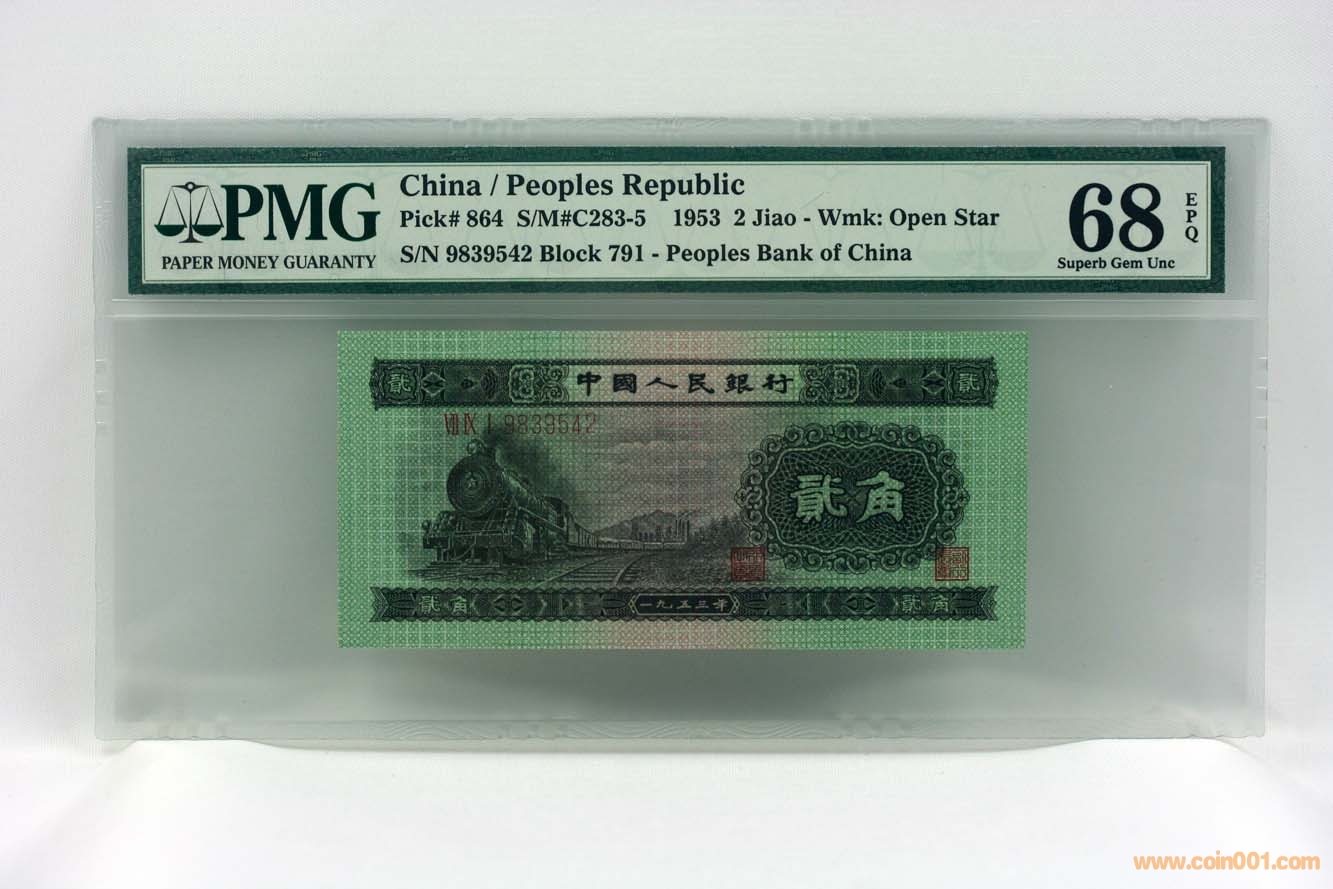 PMG
PAPER MONEY GUARANTY
China / Peoples Republic
Pick# 864 S/M#C283-5 1953 2 Jiao - Wmk: Open Star
S/N 9839542 Block 791 - Peoples Bank of China
68
EPQ
Superb Gem Unc
貳 中國人民銀行 貳
VII IX I 9839542
貳角
貳角 一九五三年 貳角
www.coin001.com